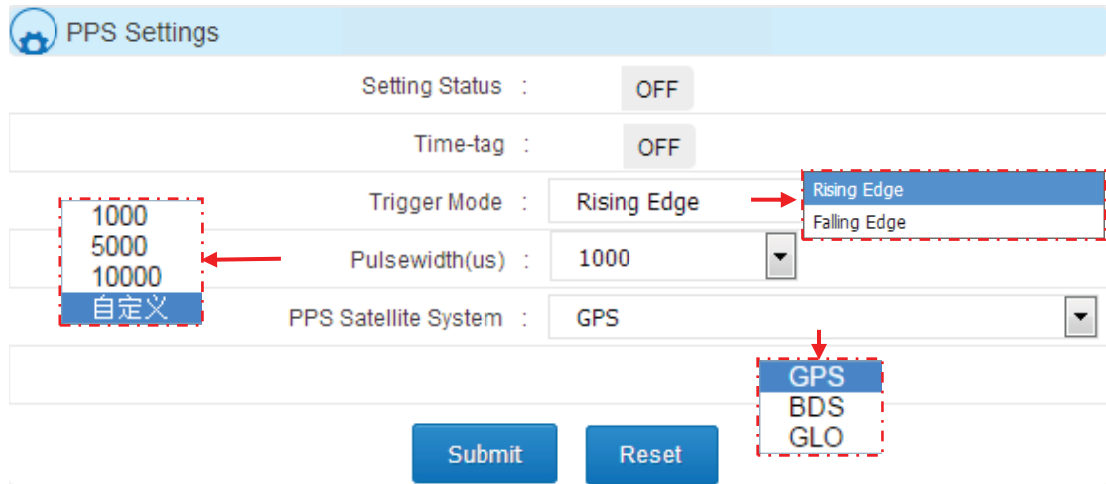 PPS Settings
Setting Status : OFF
Time-tag : OFF
Trigger Mode : Rising Edge
Rising Edge
Falling Edge
1000
5000
10000
自定义
Pulsewidth(us) : 1000
PPS Satellite System : GPS
GPS
BDS
GLO
Submit Reset